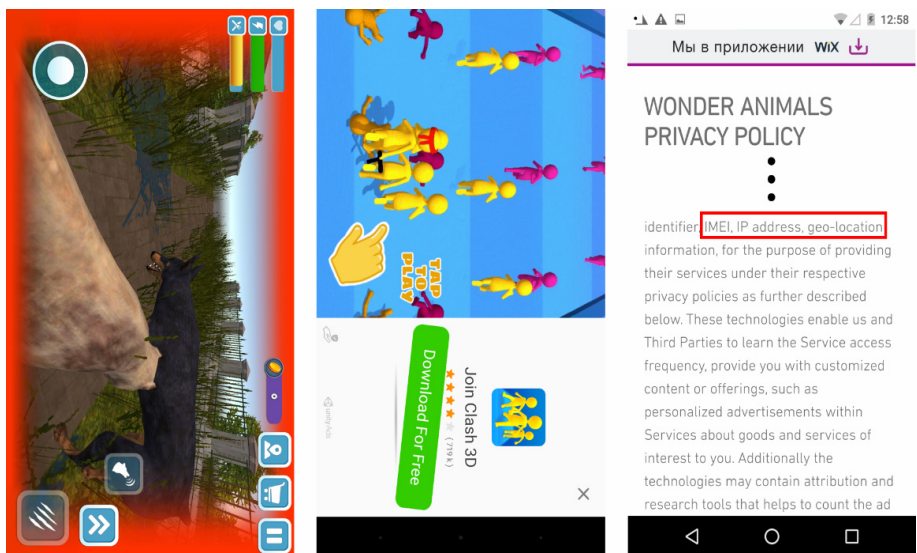 TAP
TO
PLAY
Join Clash 3D
(719k)
Download For Free
unityAds
12:58
Мы в приложении WiX
WONDER ANIMALS
PRIVACY POLICY
identifier, IMEI, IP address, geo-location
information, for the purpose of providing
their services under their respective
privacy policies as further described
below. These technologies enable us and
Third Parties to learn the Service access
frequency, provide you with customized
content or offerings, such as
personalized advertisements within
Services about goods and services of
interest to you. Additionally the
technologies may contain attribution and
research tools that helps to count the ad